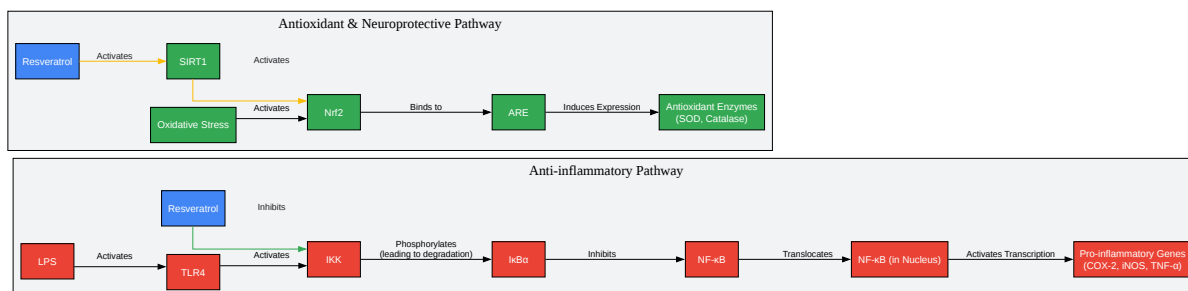 Antioxidant & Neuroprotective Pathway
Resveratrol
Activates
SIRT1
Activates
Oxidative Stress
Activates
Nrf2
Binds to
ARE
Induces Expression
Antioxidant Enzymes
(SOD, Catalase)
Anti-inflammatory Pathway
Resveratrol
Inhibits
LPS
Activates
TLR4
Activates
IKK
Phosphorylates
(leading to degradation)
IκBα
Inhibits
NF-κB
Translocates
NF-κB (in Nucleus)
Activates Transcription
Pro-inflammatory Genes
(COX-2, iNOS, TNF-α)